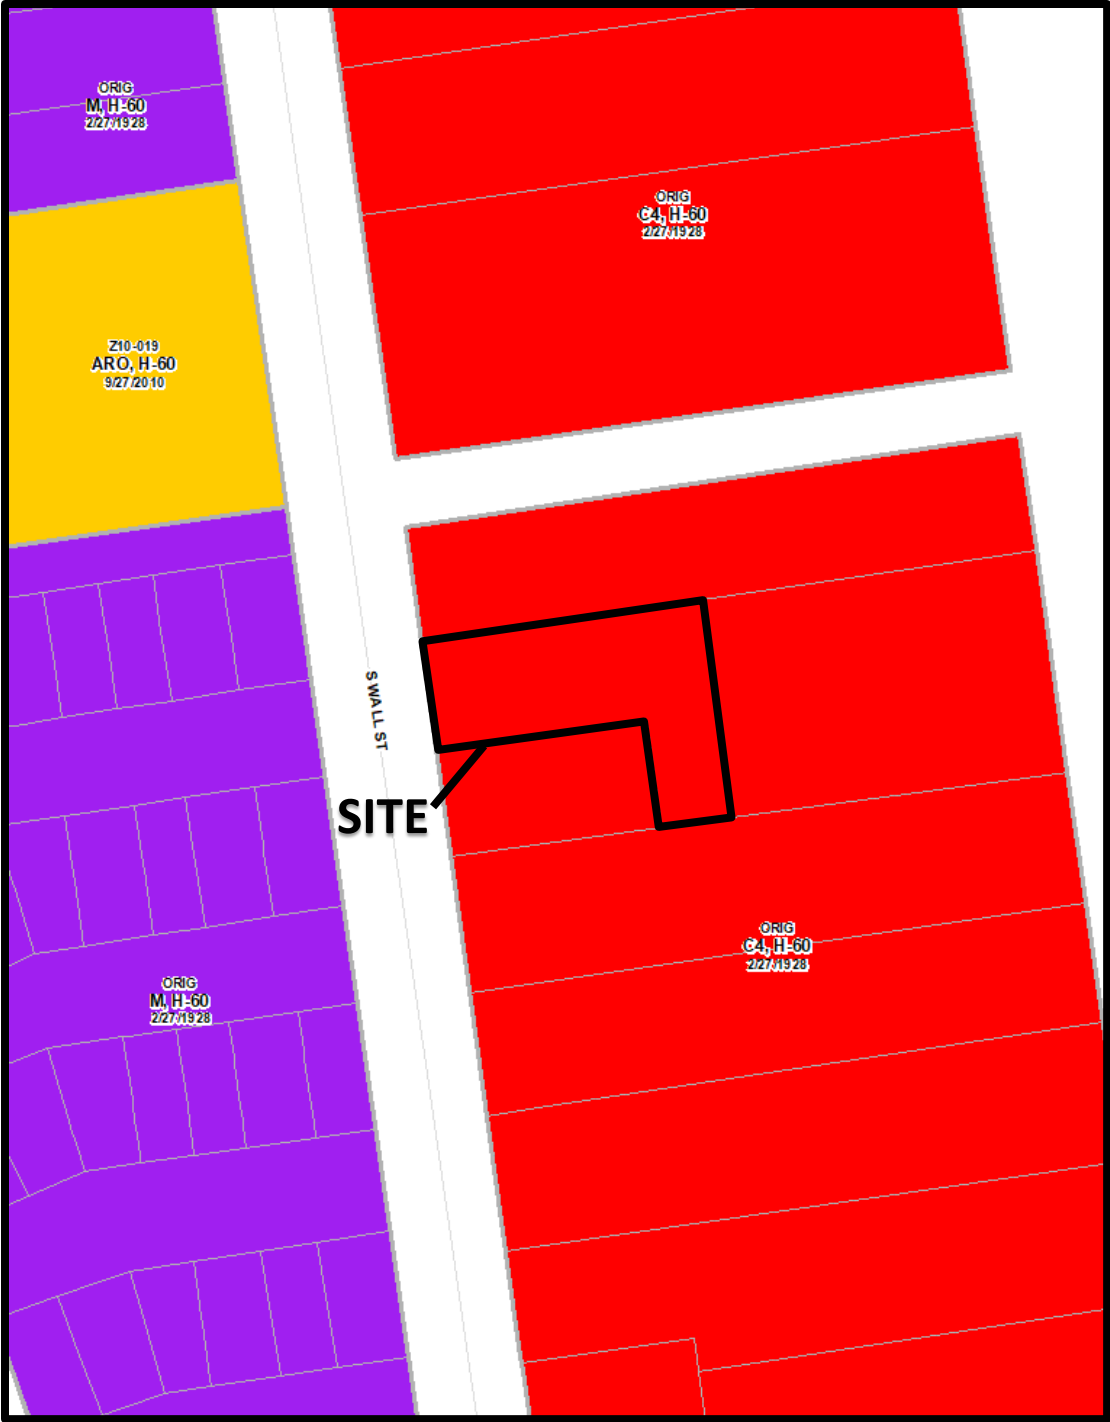 ORIG
M, H-60
2/27/1928
ORIG
C4, H-60
2/27/1928
Z10-019
ARO, H-60
9/27/2010
S WALL ST
SITE
ORIG
C4, H-60
2/27/1928
ORIG
M, H-60
2/27/1928